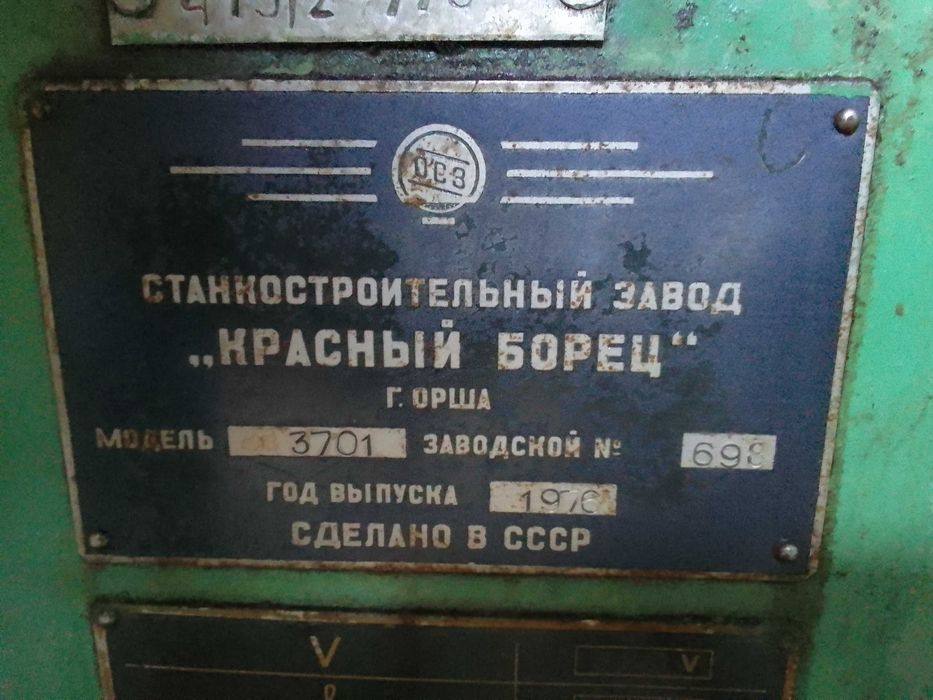 ОСЗ
СТАНКОСТРОИТЕЛЬНЫЙ ЗАВОД
„КРАСНЫЙ БОРЕЦ“
Г. ОРША
МОДЕЛЬ 3701 ЗАВОДСКОЙ № 698
ГОД ВЫПУСКА 1976
СДЕЛАНО В СССР
V V